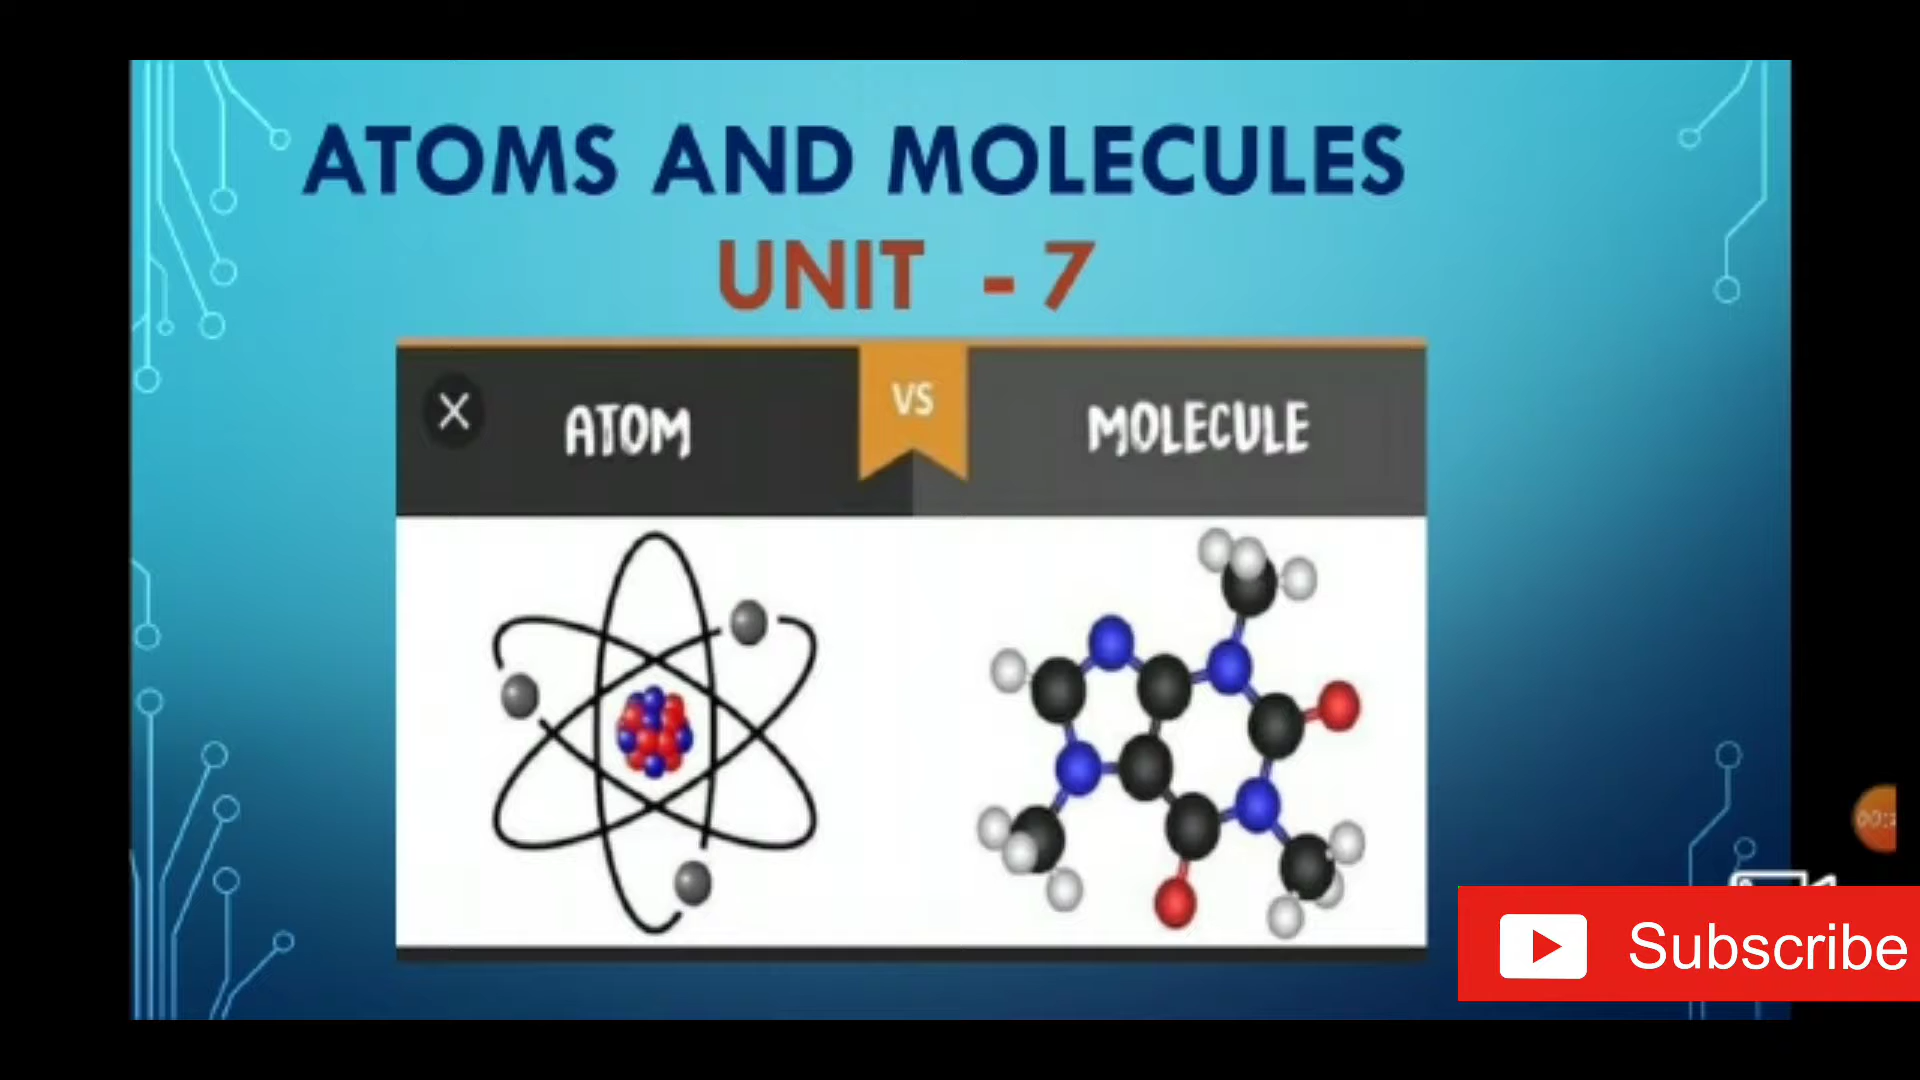 ATOMS AND MOLECULES
UNIT - 7
ATOM
VS
MOLECULE
Subscribe